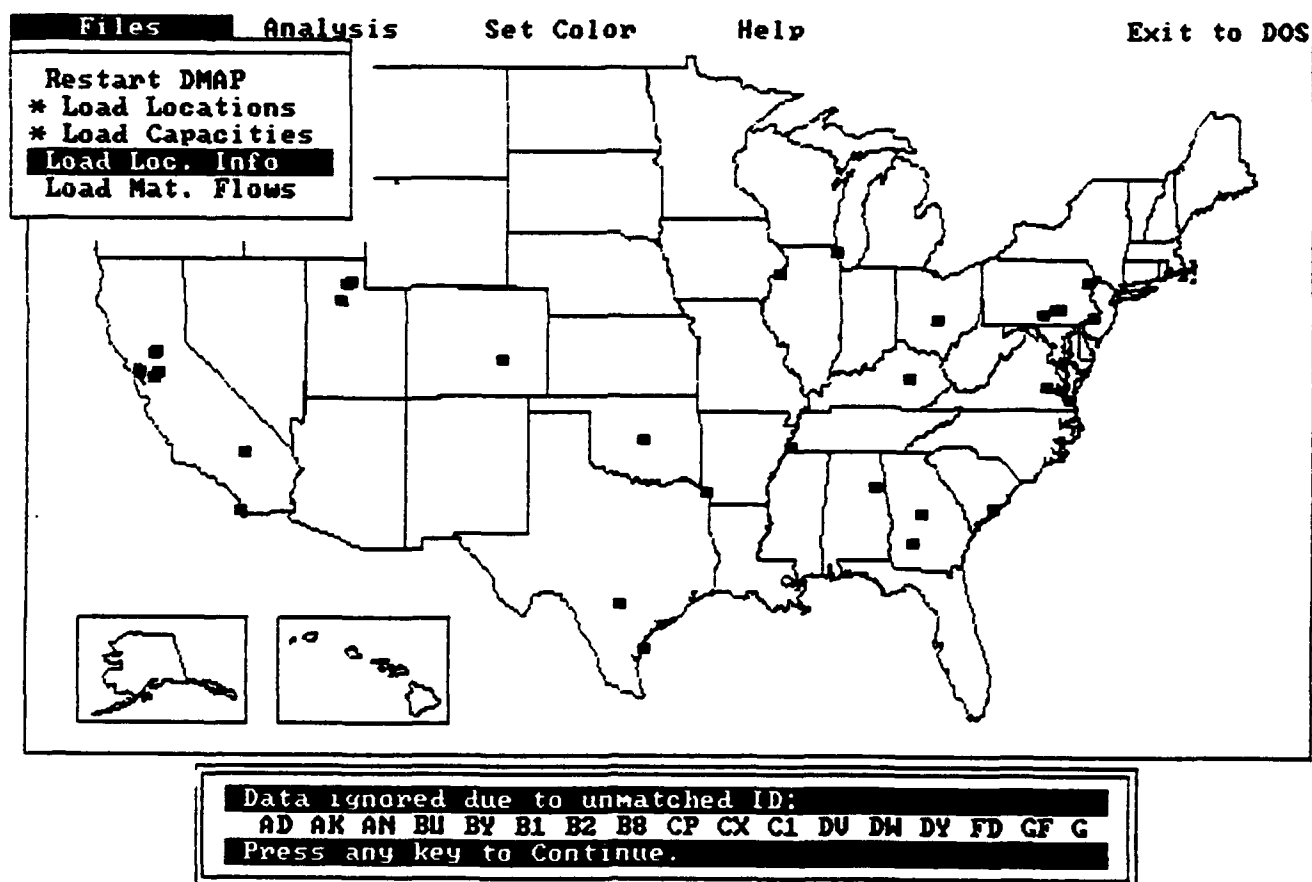 Files Analysis Set Color Help Exit to DOS
Restart DMAP
* Load Locations
* Load Capacities
Load Loc. Info
Load Mat. Flows
Data ignored due to unmatched ID:
AD AK AN BU BY B1 B2 B8 CP CX C1 DV DW DY FD GF G
Press any key to Continue.